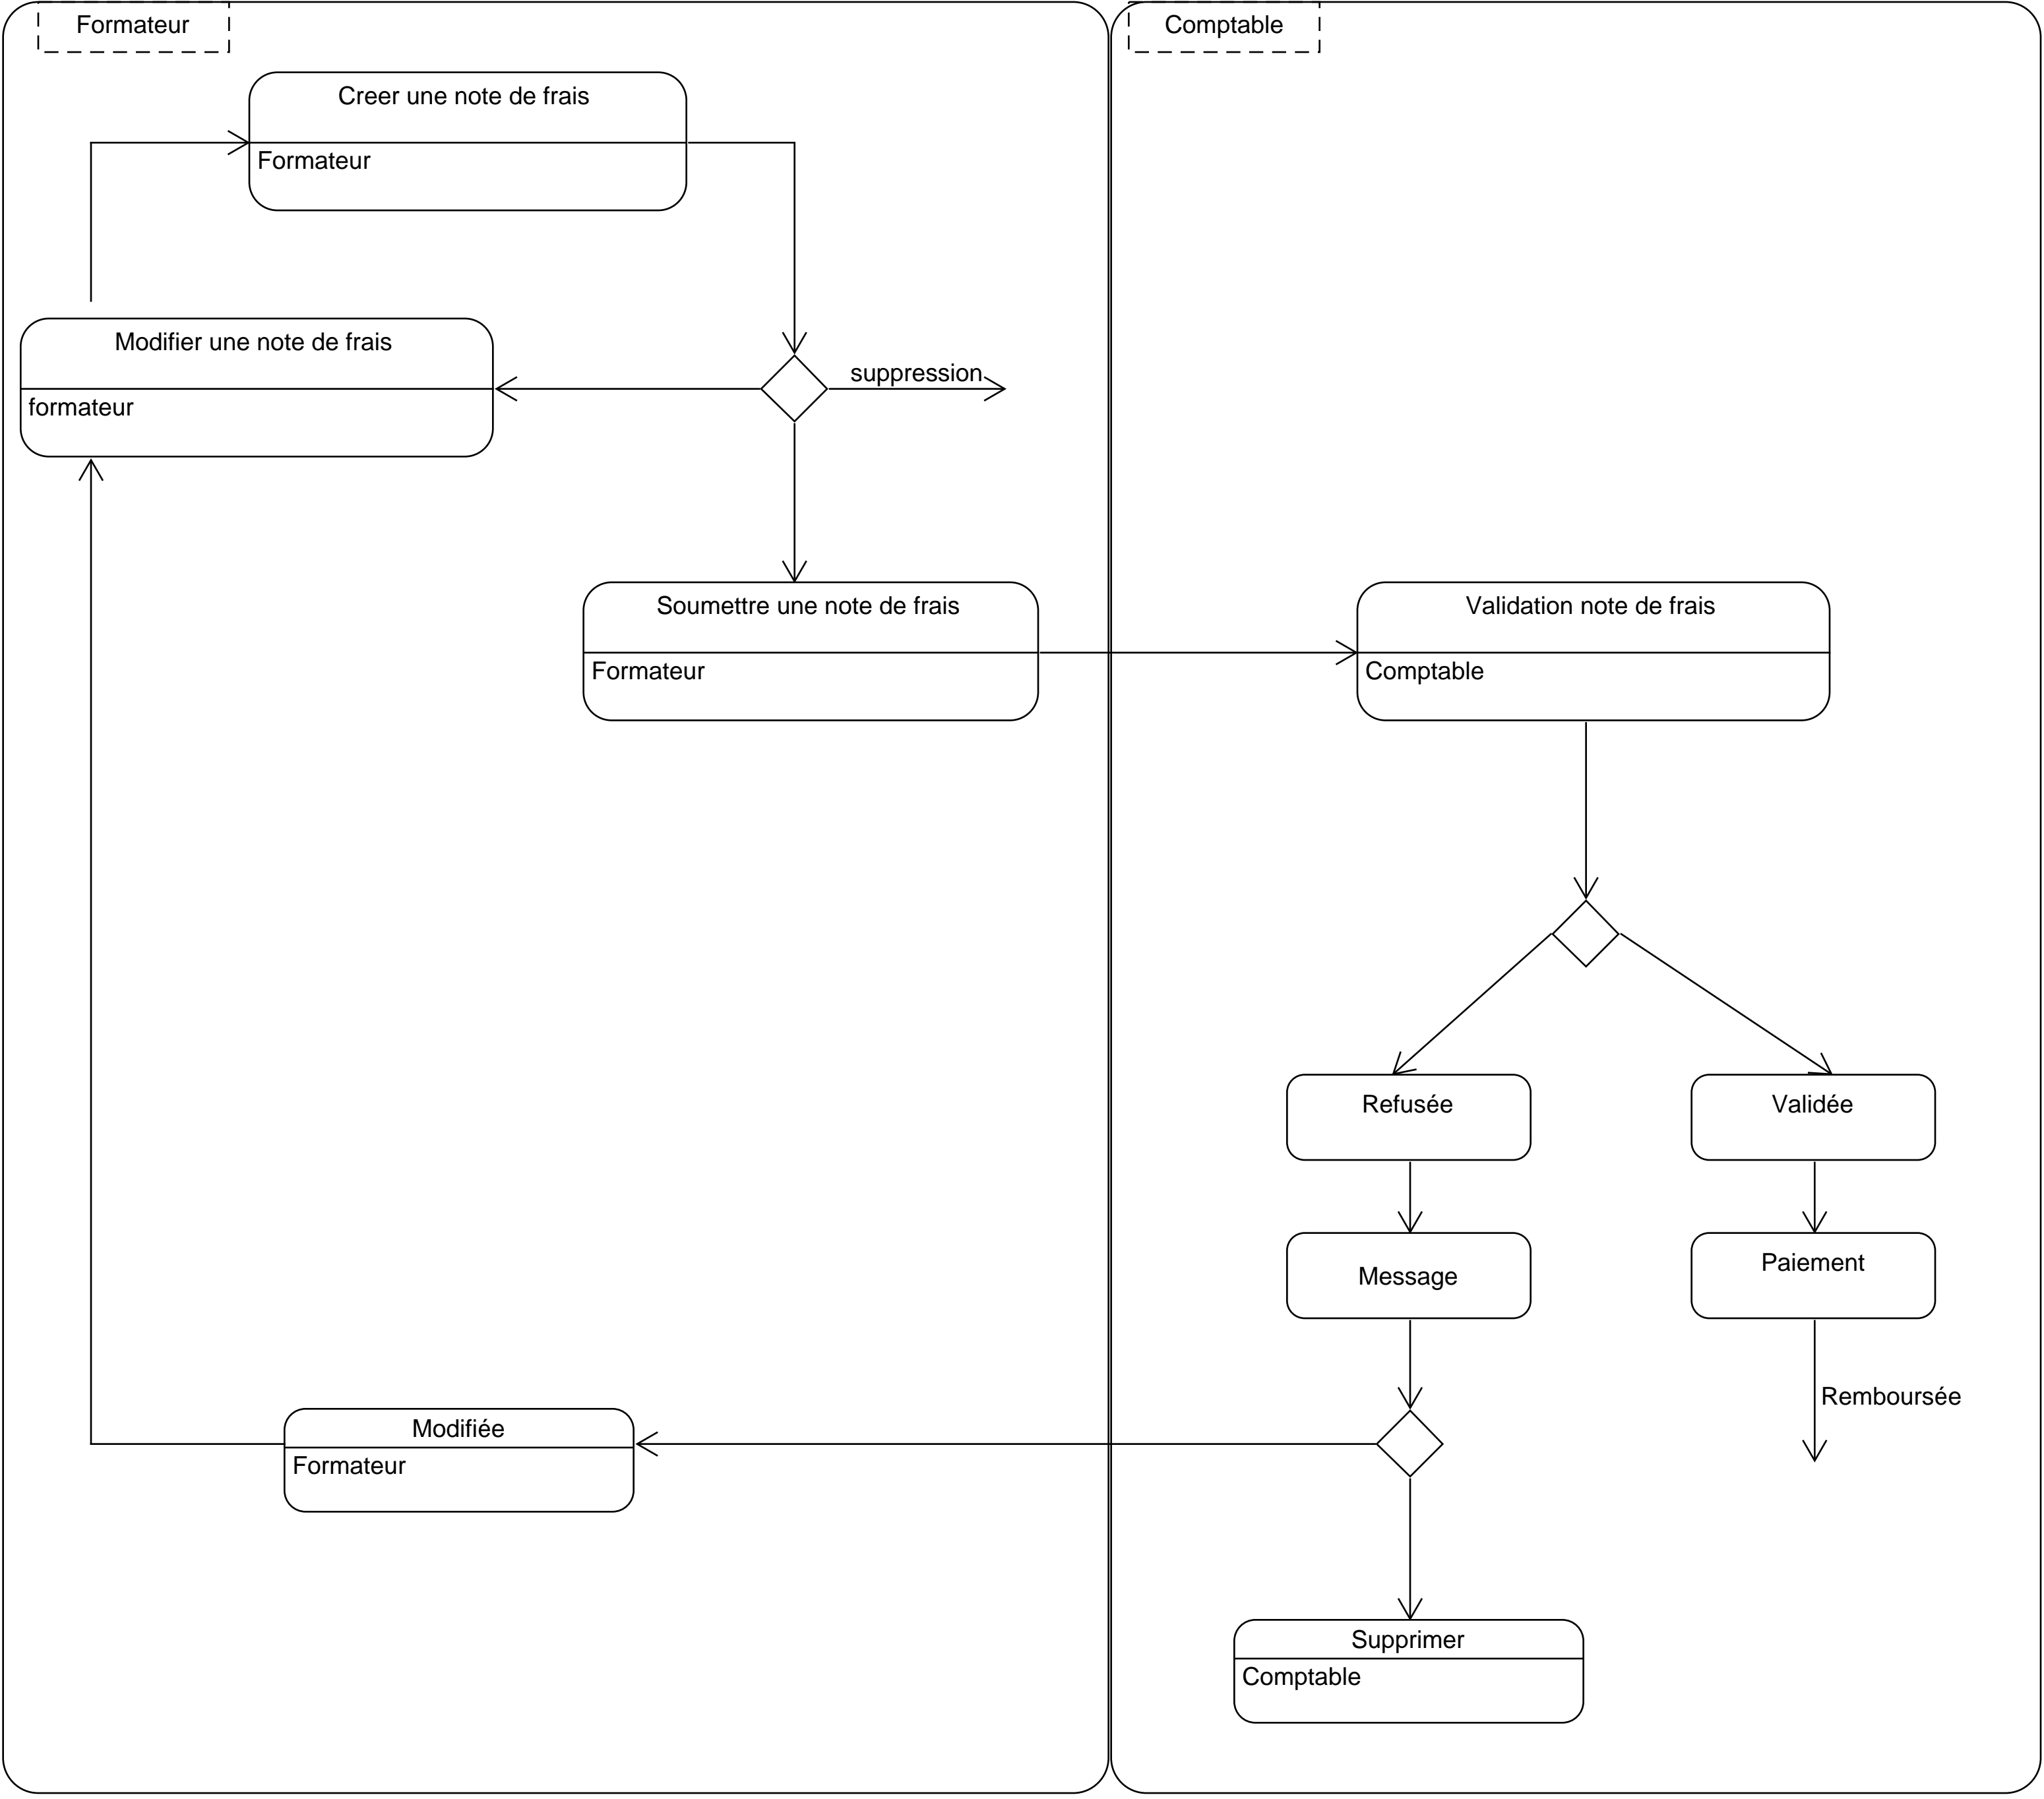 Formateur
Comptable
Creer une note de frais
Formateur
Modifier une note de frais
formateur
suppression
Soumettre une note de frais
Formateur
Validation note de frais
Comptable
Refusée
Validée
Message
Paiement
Remboursée
Modifiée
Formateur
Supprimer
Comptable